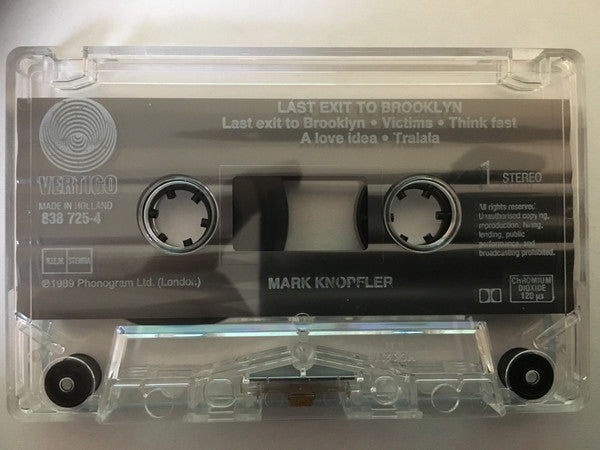 LAST EXIT TO BROOKLYN
Last exit to Brooklyn • Victims • Think fast
A love idea • Tralala
VERTIGO
MADE IN HOLLAND
838 725-4
1 STEREO
All rights reserved.
Unauthorised copying,
reproduction, hiring,
lending, public
performance, and
broadcasting prohibited.
STEMRA
℗1989 Phonogram Ltd. (London)
MARK KNOPFLER
CHROMIUM
DIOXIDE
120 µs